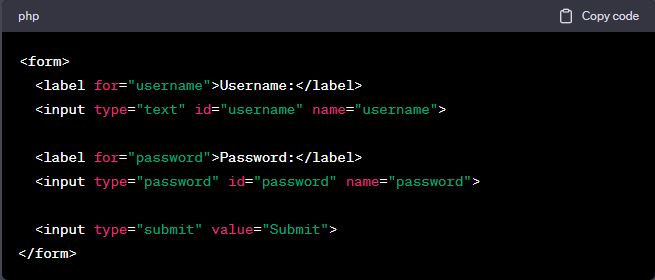 php
Copy code
<form>
<label for="username">Username:</label>
<input type="text" id="username" name="username">
<label for="password">Password:</label>
<input type="password" id="password" name="password">
<input type="submit" value="Submit">
</form>